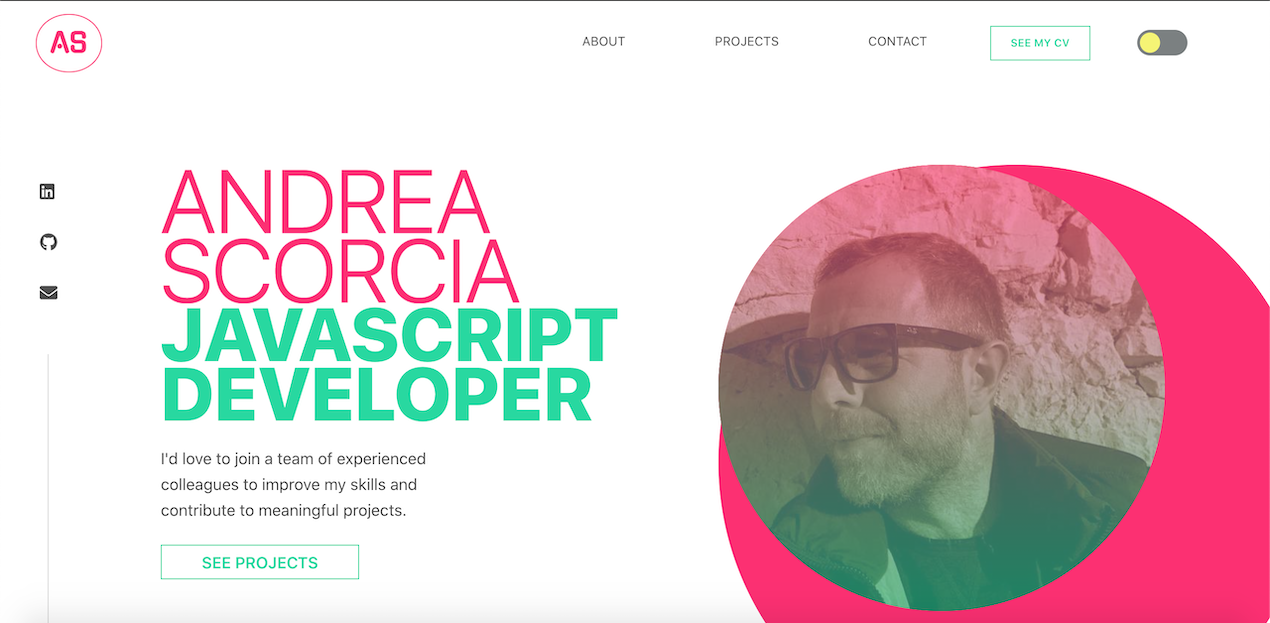 AS
ABOUT
PROJECTS
CONTACT
SEE MY CV
ANDREA
SCORCIA
JAVASCRIPT
DEVELOPER
I'd love to join a team of experienced
colleagues to improve my skills and
contribute to meaningful projects.
SEE PROJECTS